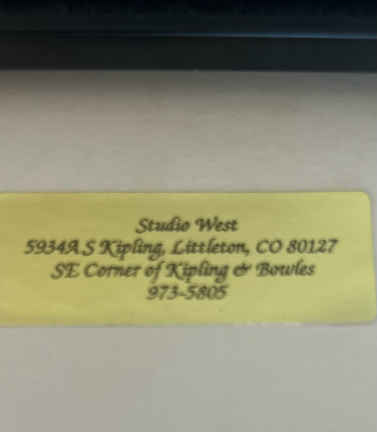 Studio West
5934A S Kipling, Littleton, CO 80127
SE Corner of Kipling & Bowles
973-5805